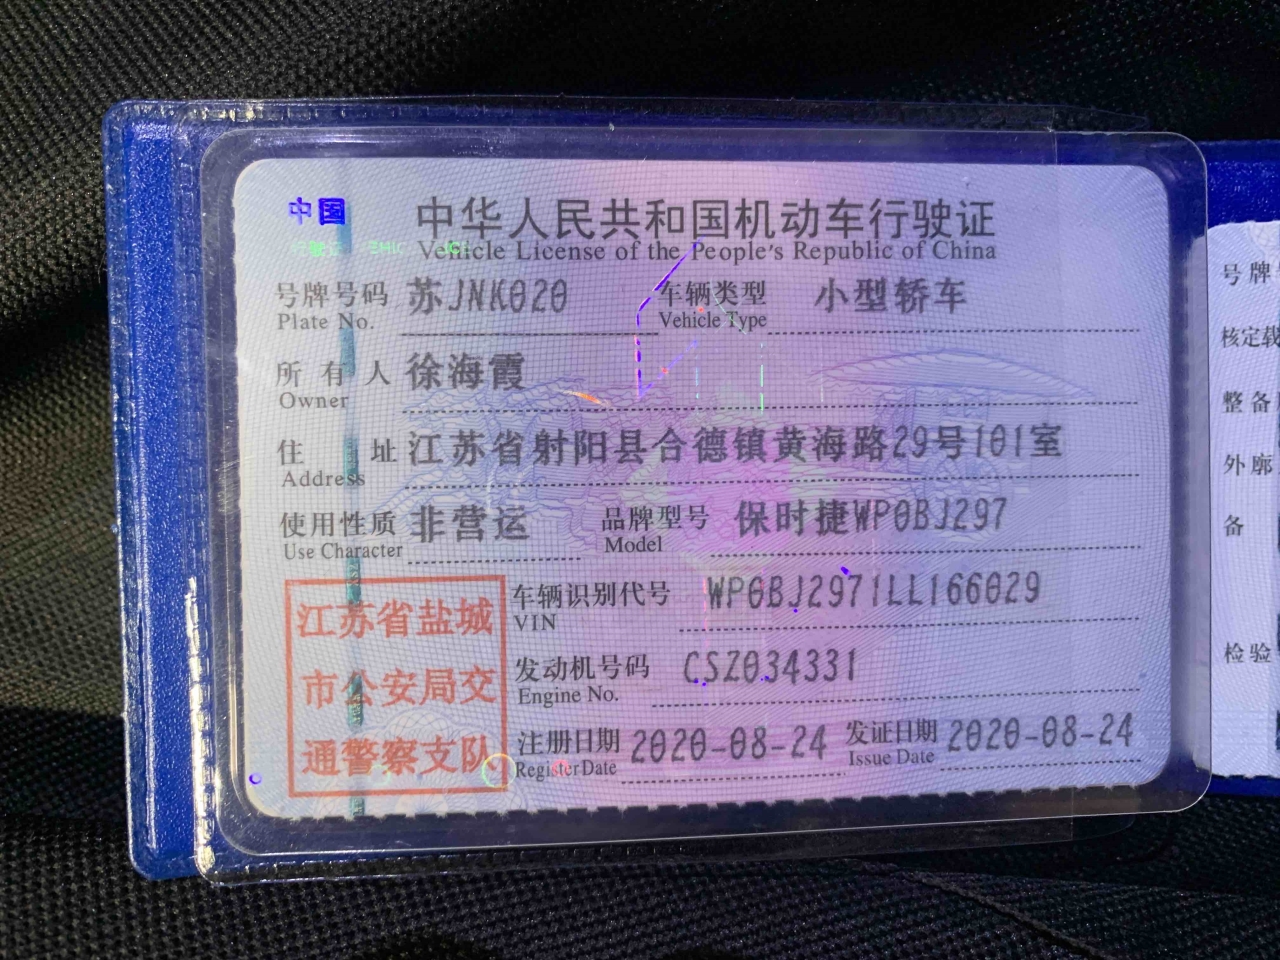 中国
中华人民共和国机动车行驶证
Vehicle License of the People's Republic of China
号牌号码 苏JNK020 车辆类型 小型轿车
Plate No. Vehicle Type
所有人 徐海霞
Owner
住址 江苏省射阳县合德镇黄海路29号101室
Address
使用性质 非营运 品牌型号 保时捷WP0BJ297
Use Character Model
车辆识别代号 WP0BJ2971LL166029
VIN
发动机号码 CSZ034331
Engine No.
注册日期 2020-08-24 发证日期 2020-08-24
Register Date Issue Date
江苏省盐城
市公安局交
通警察支队
号牌
核定载
整备
外廓
备
检验